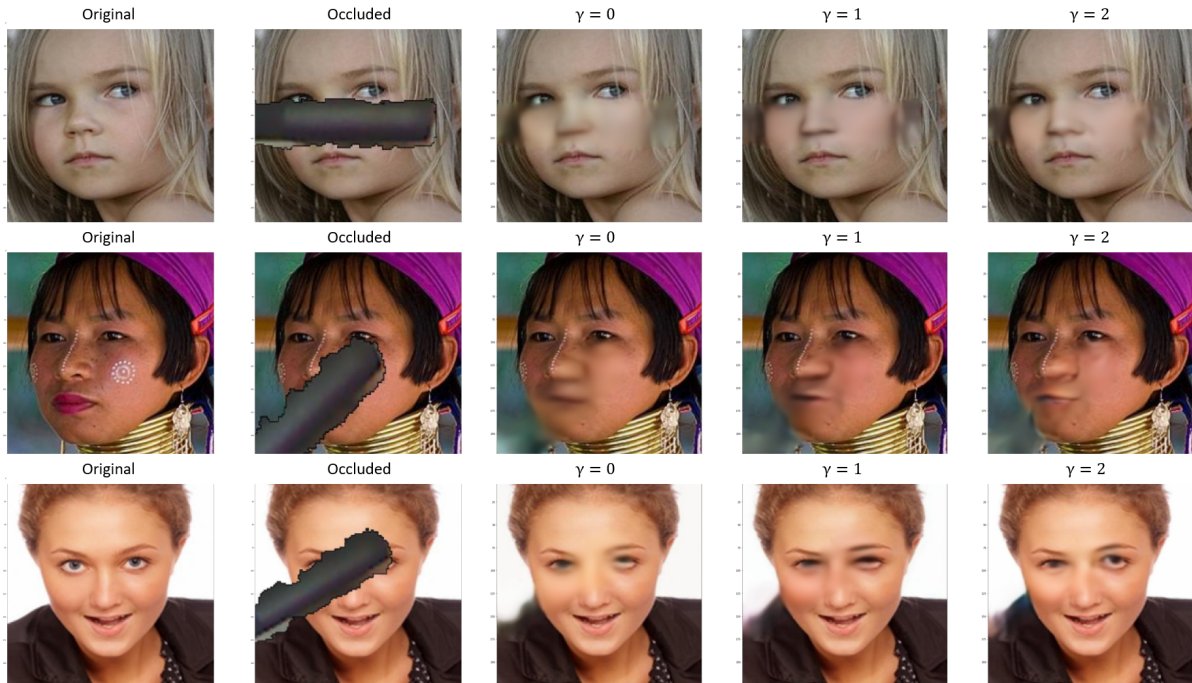 Original Occluded γ = 0 γ = 1 γ = 2
Original Occluded γ = 0 γ = 1 γ = 2
Original Occluded γ = 0 γ = 1 γ = 2